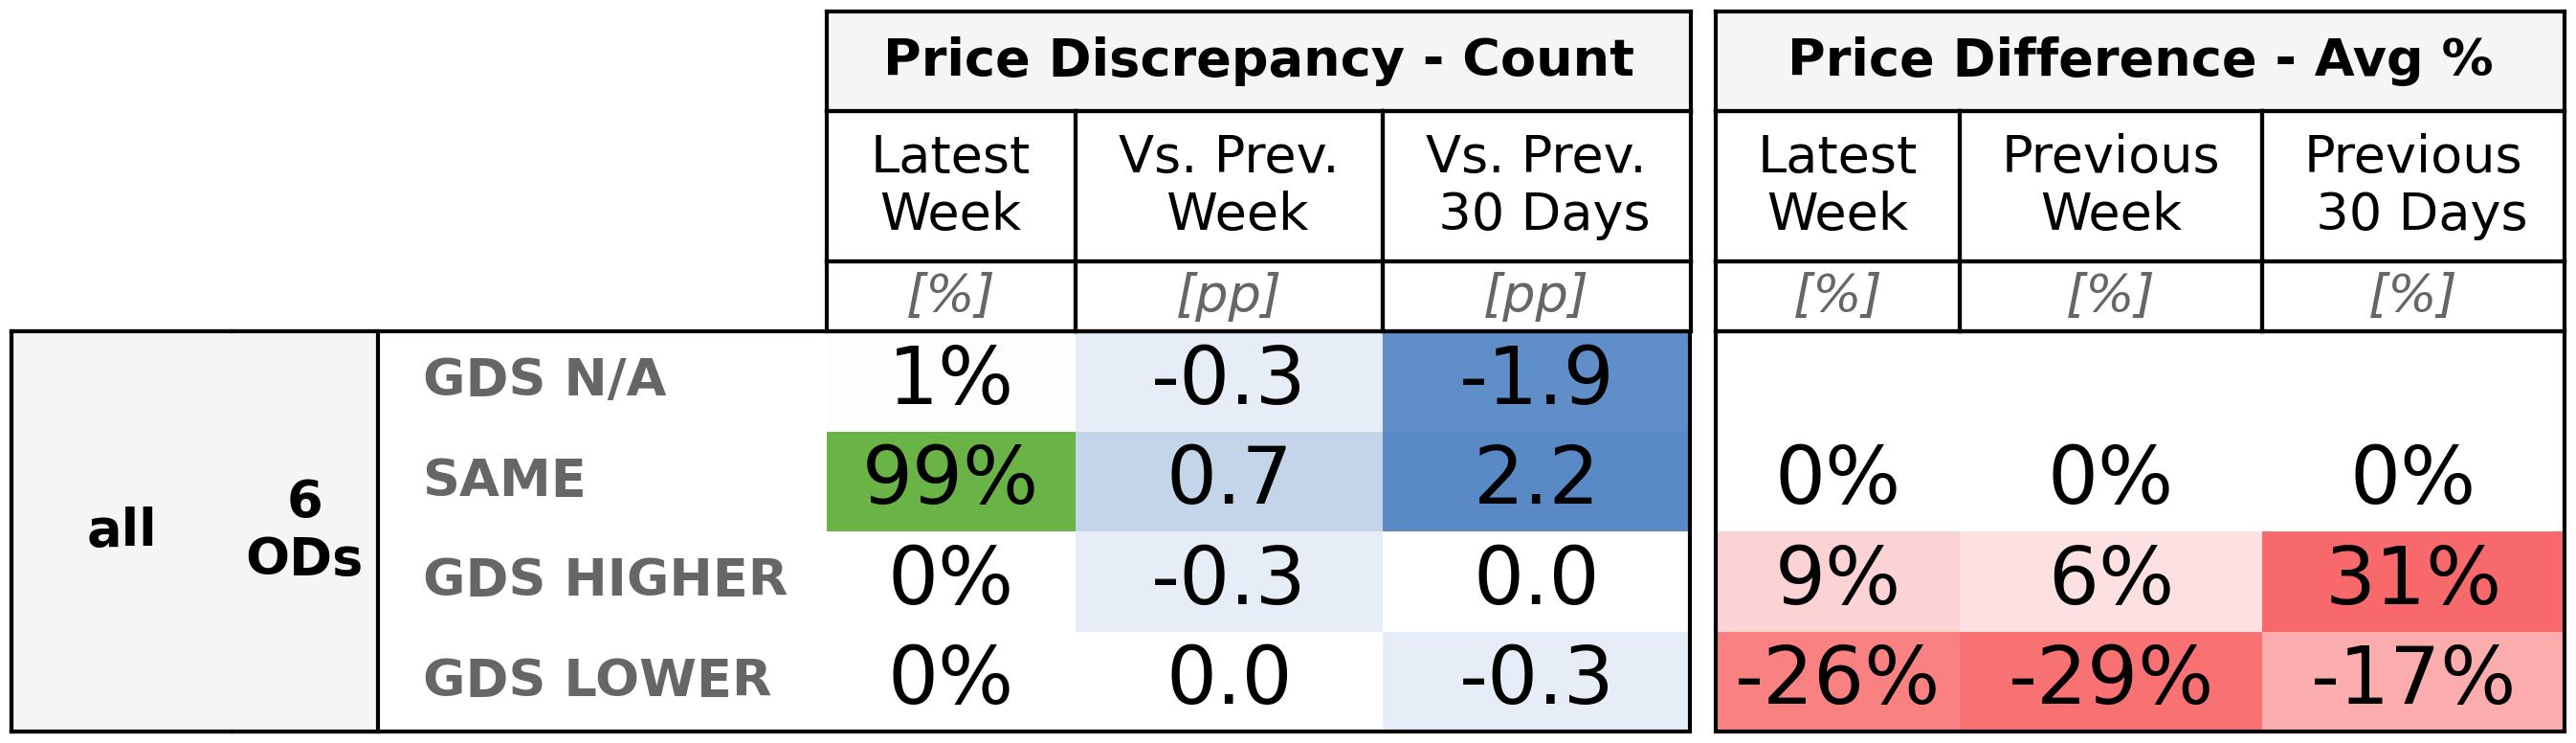 Price Discrepancy - Count Price Difference - Avg %
Latest Week Vs. Prev. Week Vs. Prev. 30 Days Latest Week Previous Week Previous 30 Days
[%] [pp] [pp] [%] [%] [%]
all 6 ODs
GDS N/A 1% -0.3 -1.9
SAME 99% 0.7 2.2 0% 0% 0%
GDS HIGHER 0% -0.3 0.0 9% 6% 31%
GDS LOWER 0% 0.0 -0.3 -26% -29% -17%